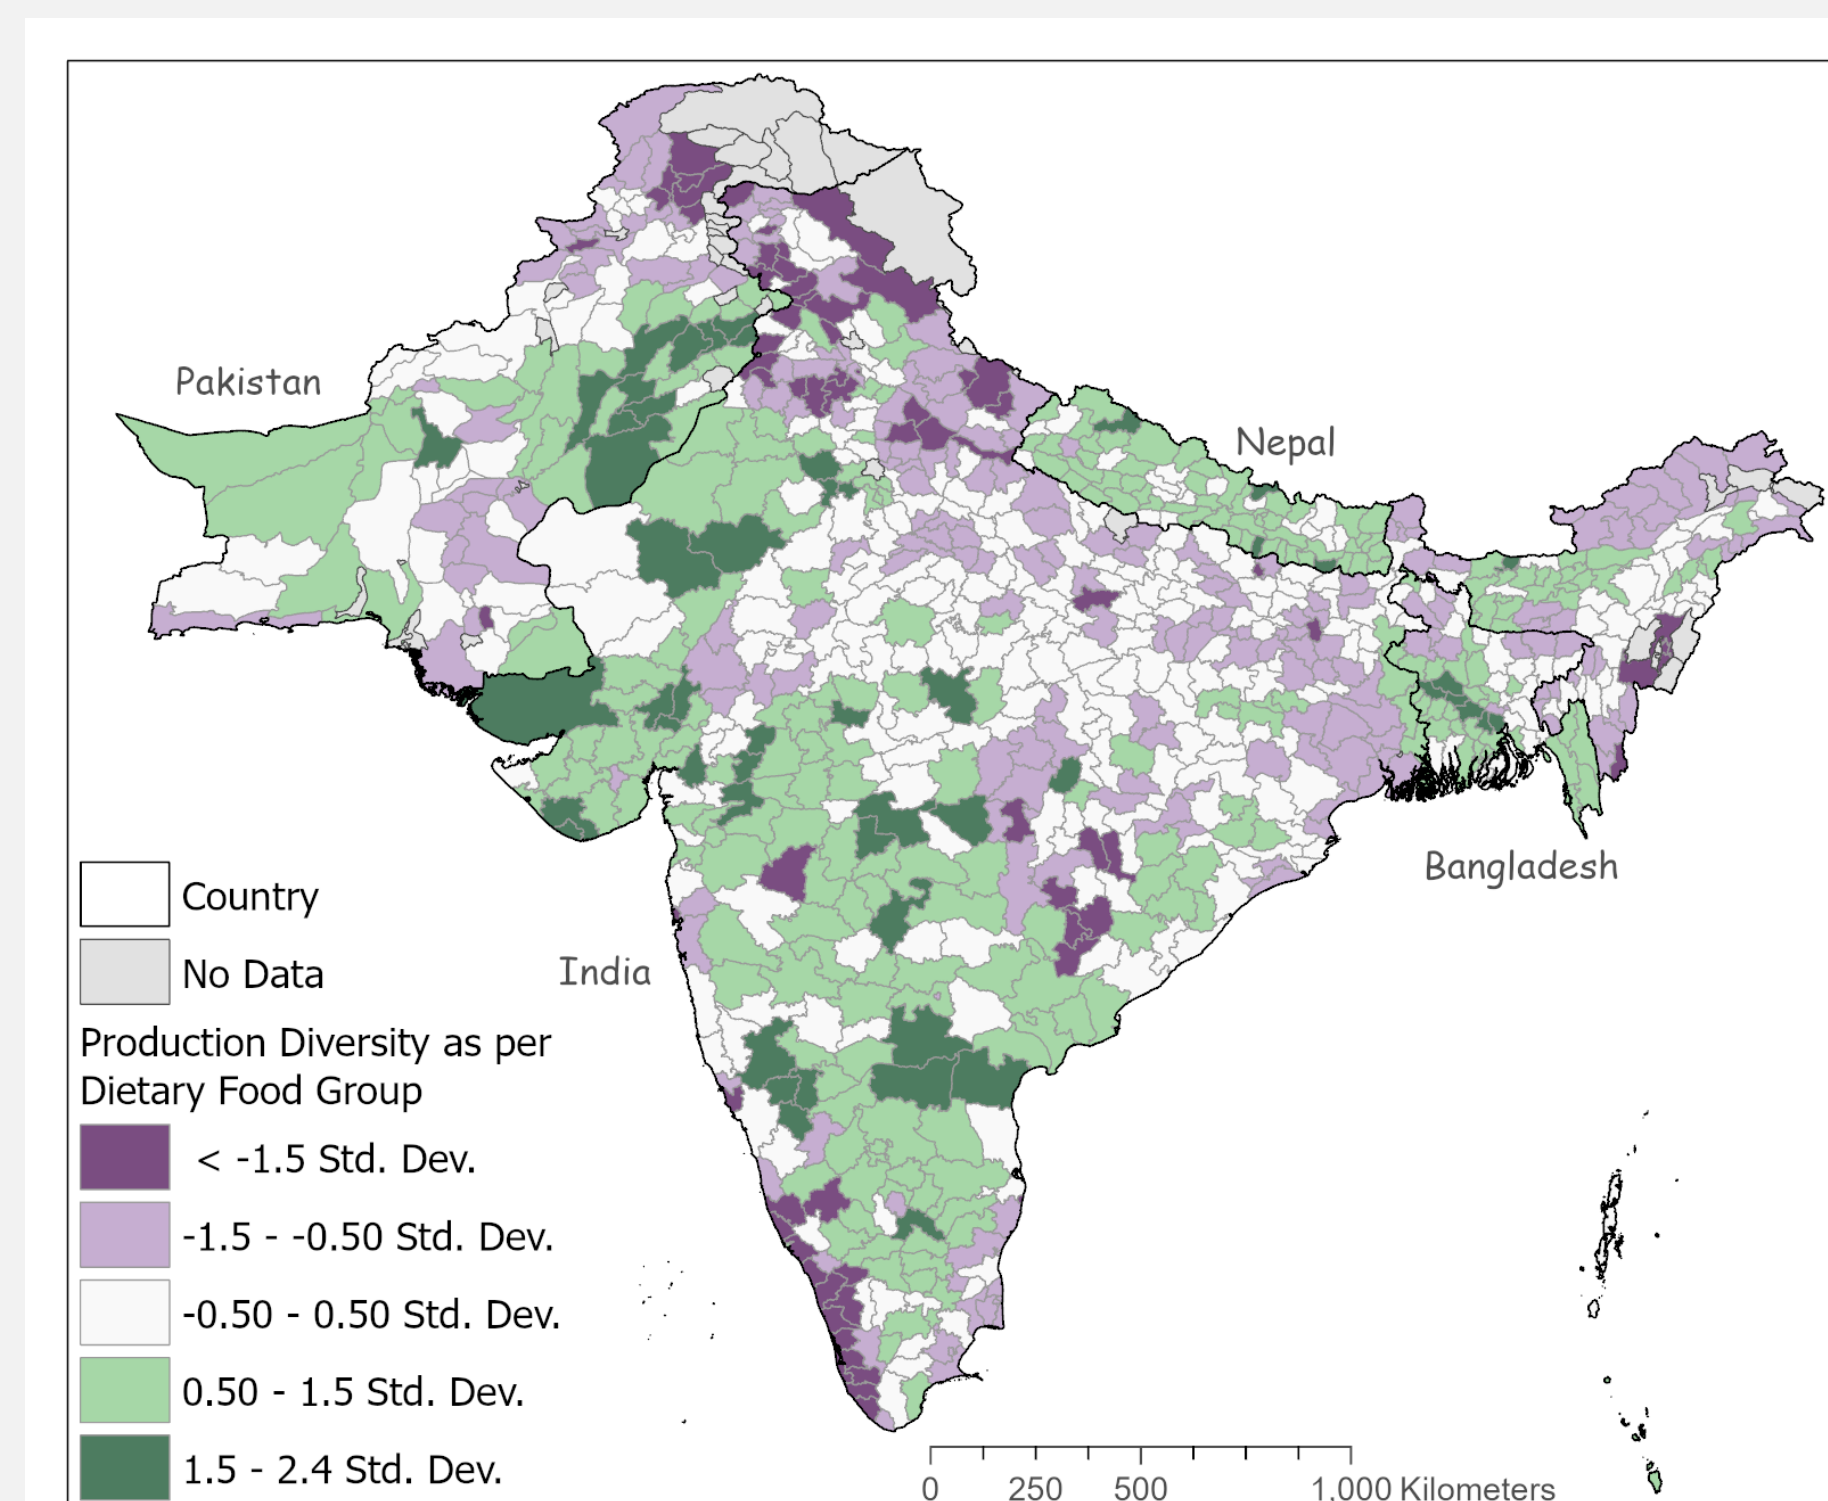 Pakistan
Nepal
Bangladesh
India
Country
No Data
Production Diversity as per
Dietary Food Group
< -1.5 Std. Dev.
-1.5 - -0.50 Std. Dev.
-0.50 - 0.50 Std. Dev.
0.50 - 1.5 Std. Dev.
1.5 - 2.4 Std. Dev.
0 250 500 1,000 Kilometers